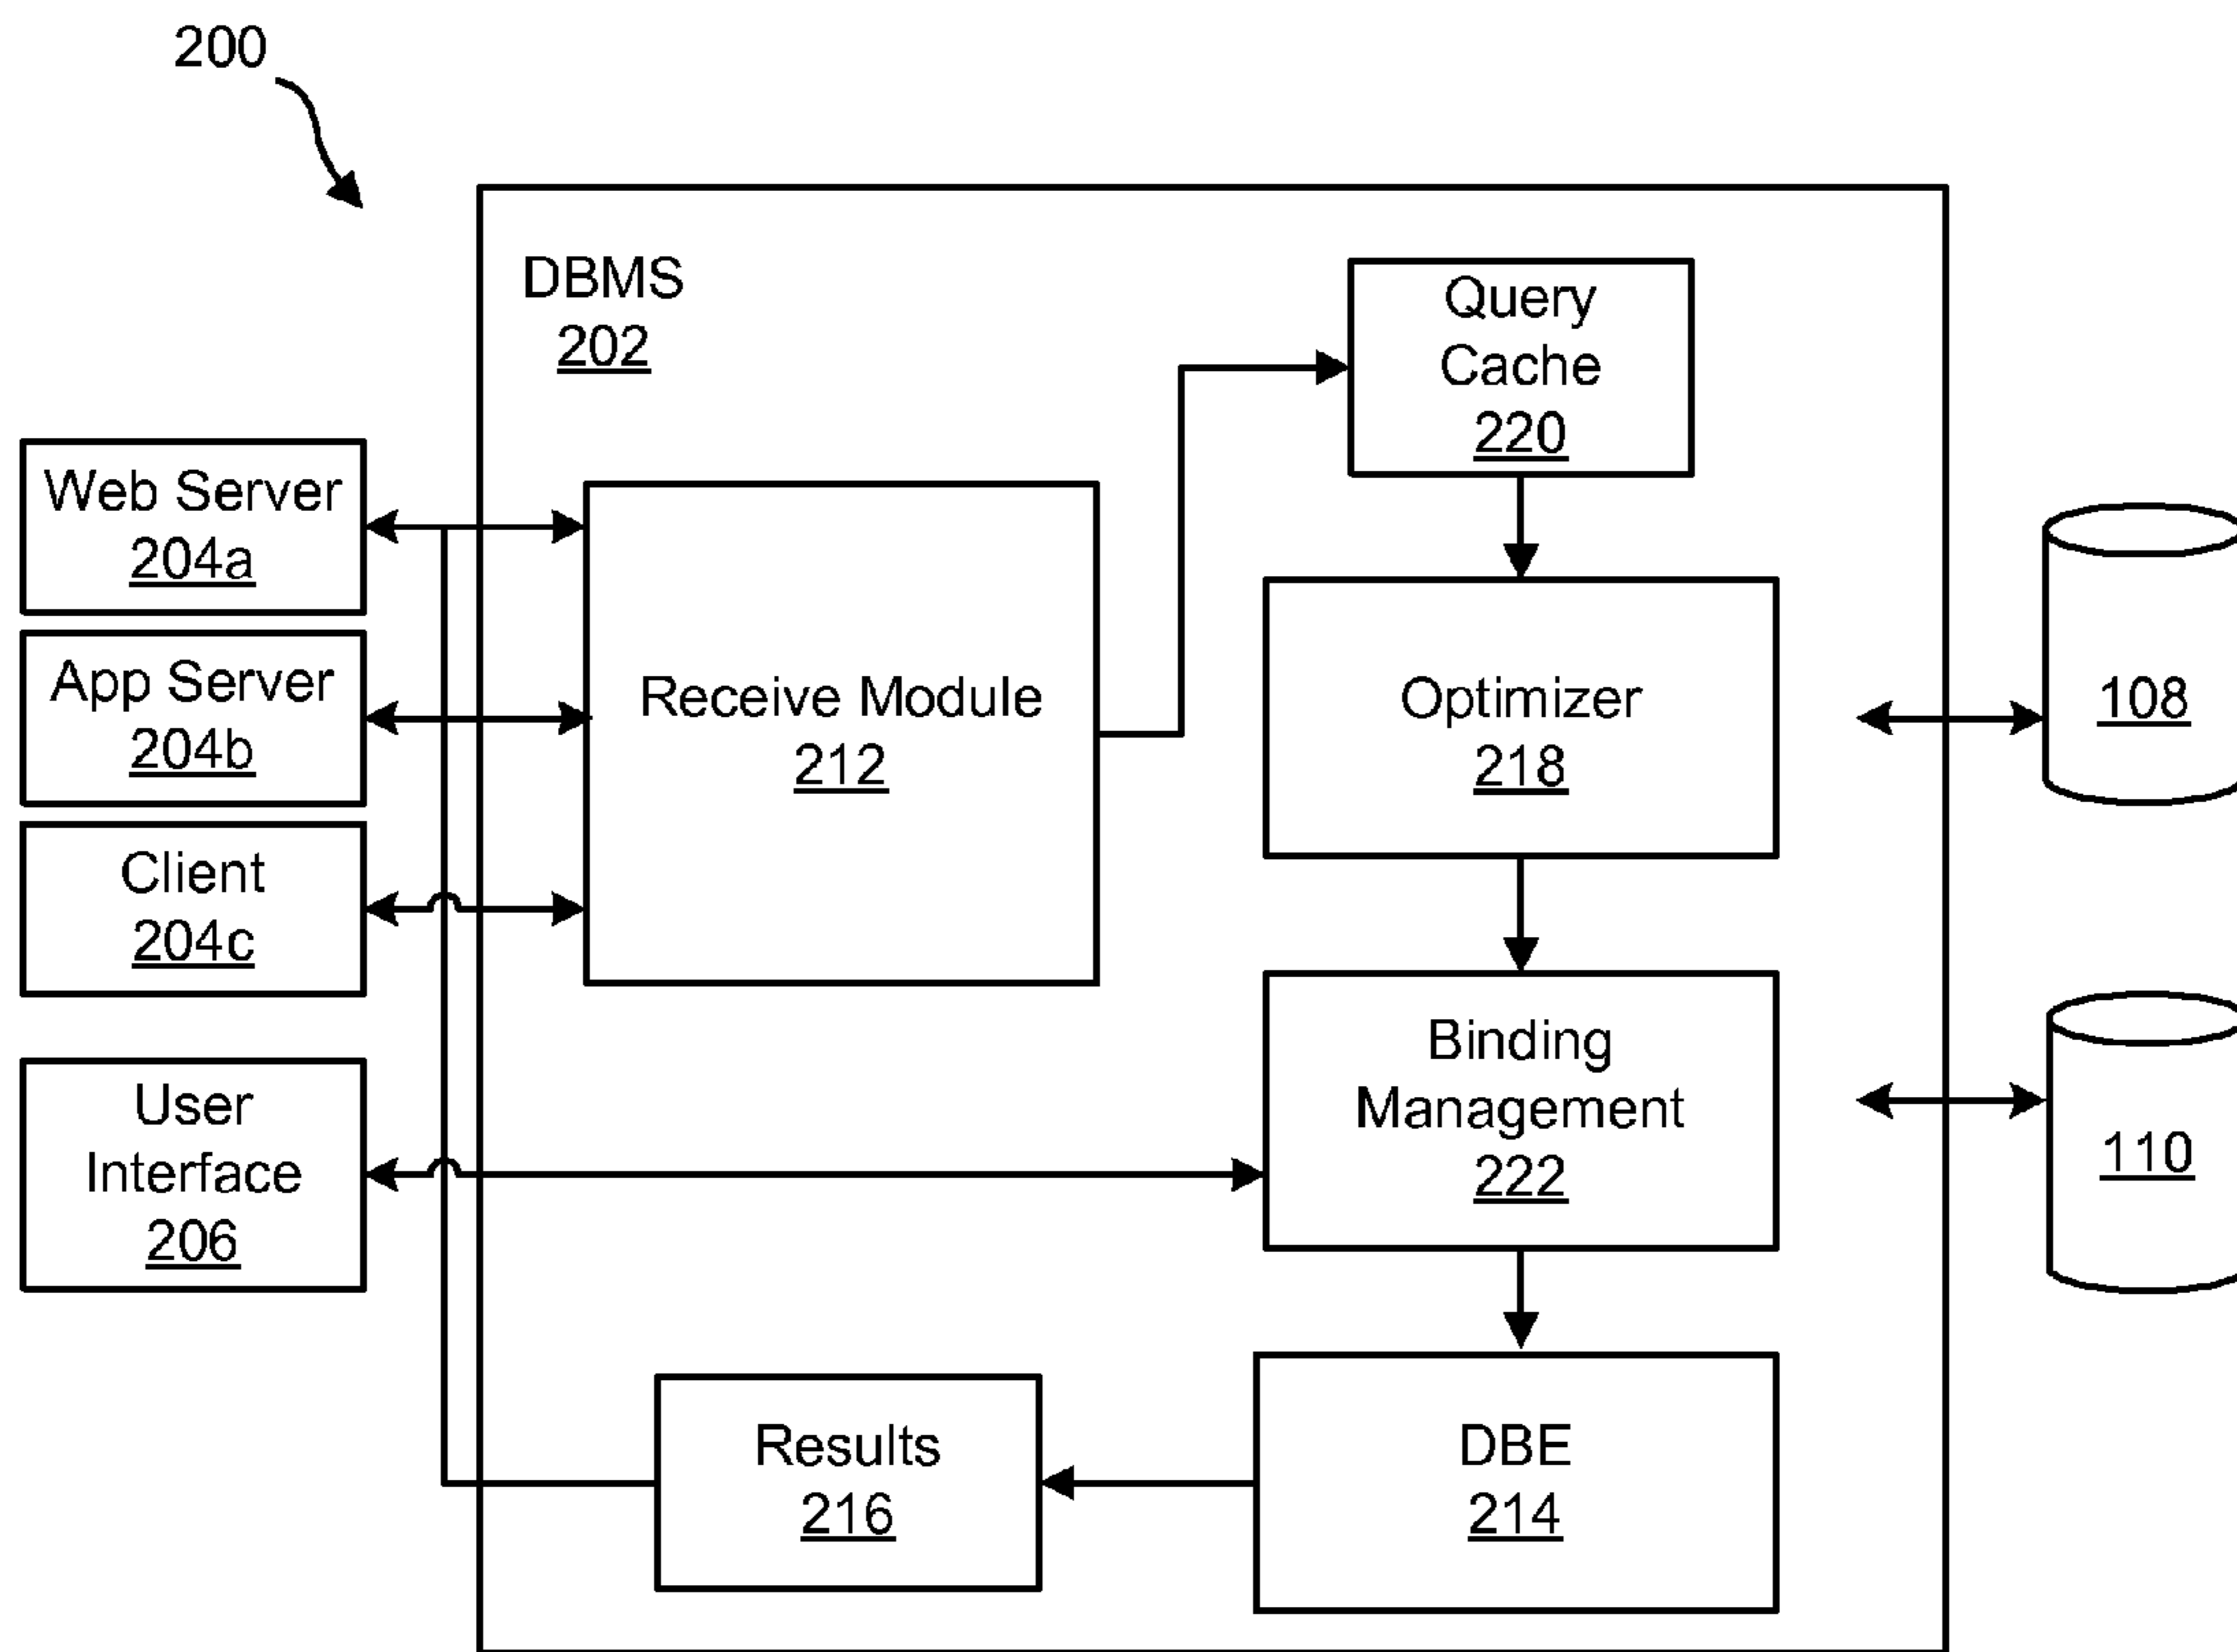 200
DBMS
202
Query
Cache
220
Web Server
204a
App Server
204b
Client
204c
User
Interface
206
Receive Module
212
Optimizer
218
Binding
Management
222
Results
216
DBE
214
108
110